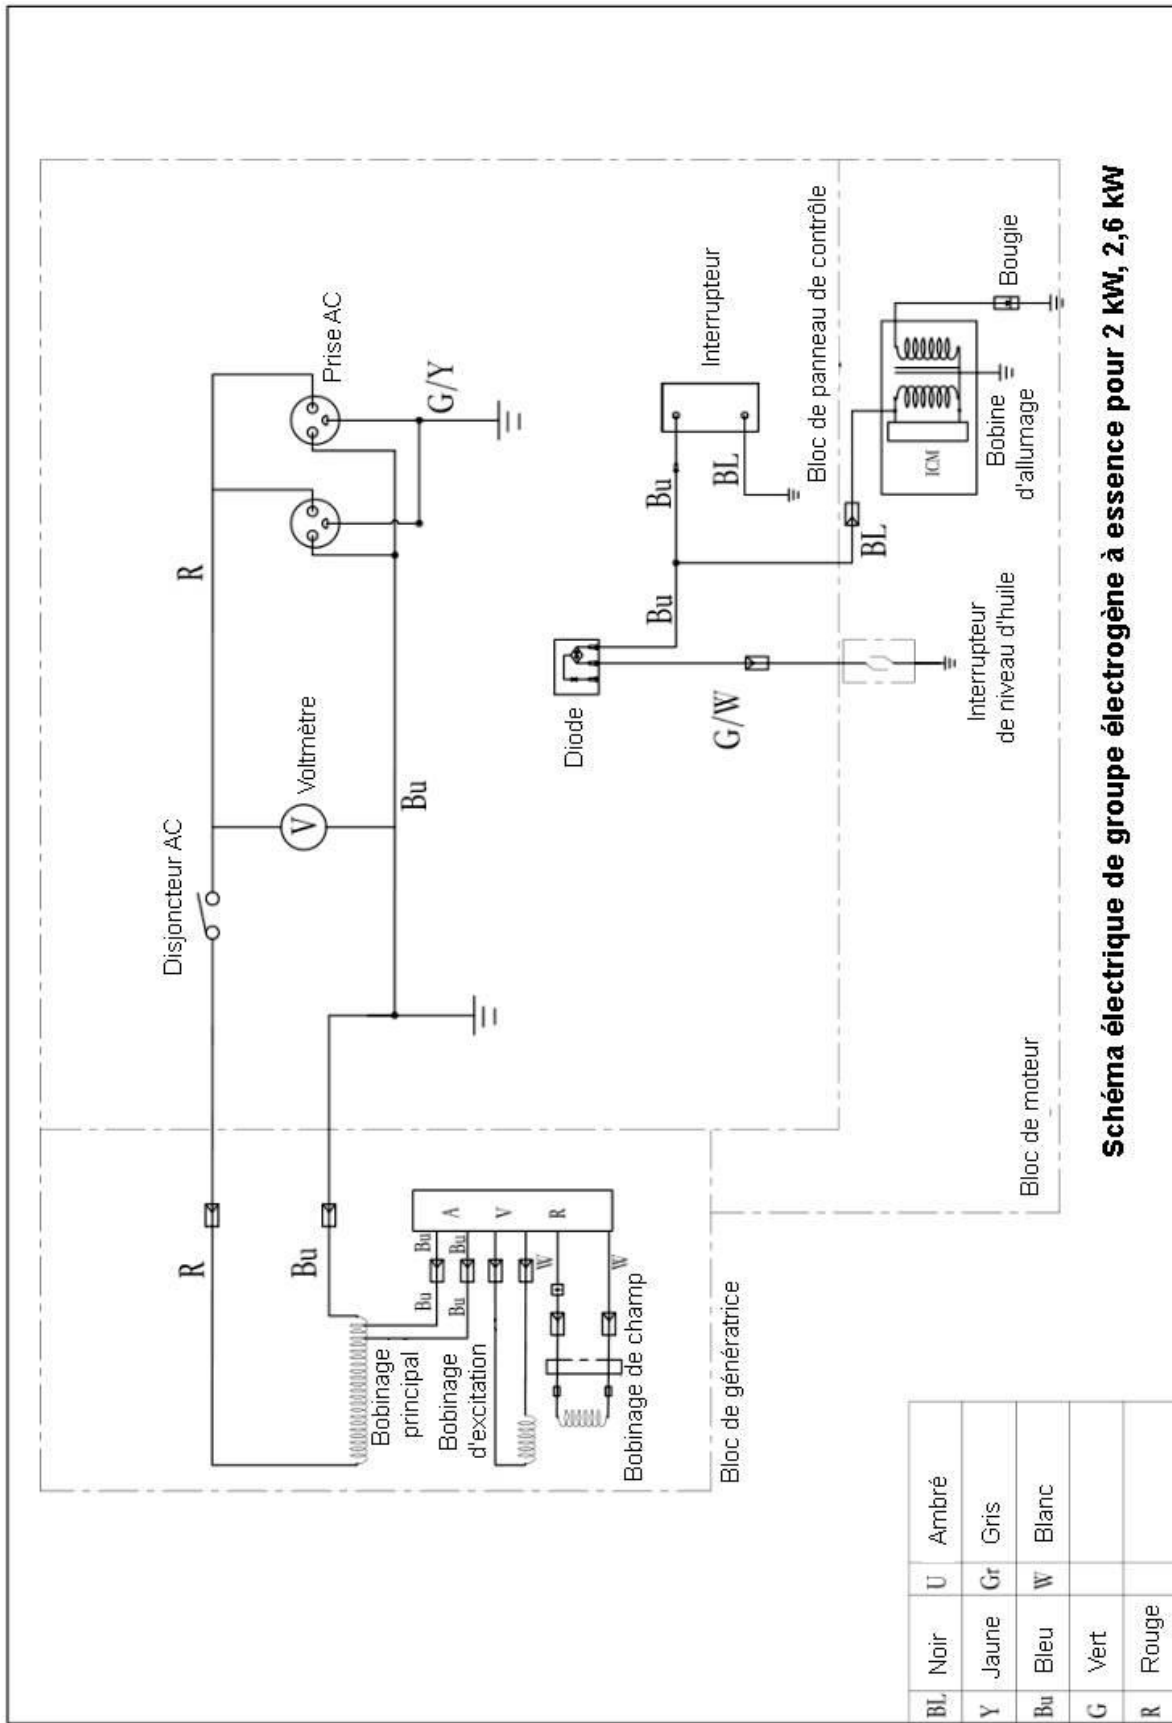 Disjoncteur AC
R
R
Voltmètre
V
Prise AC
G/Y
Bu
Bu
Bobinage
principal
Bu
Bu
Bu
Bu
A
V
R
W
W
Bobinage
d'excitation
Bobinage de champ
Bloc de génératrice
Diode
Bu
Bu
Interrupteur
BL
G/W
BL
Bloc de panneau de contrôle
Interrupteur
de niveau d'huile
ICM
Bobine
d'allumage
Bougie
Bloc de moteur
BL Noir U Ambré
Y Jaune Gr Gris
Bu Bleu W Blanc
G Vert
R Rouge
Schéma électrique de groupe électrogène à essence pour 2 kW, 2,6 kW